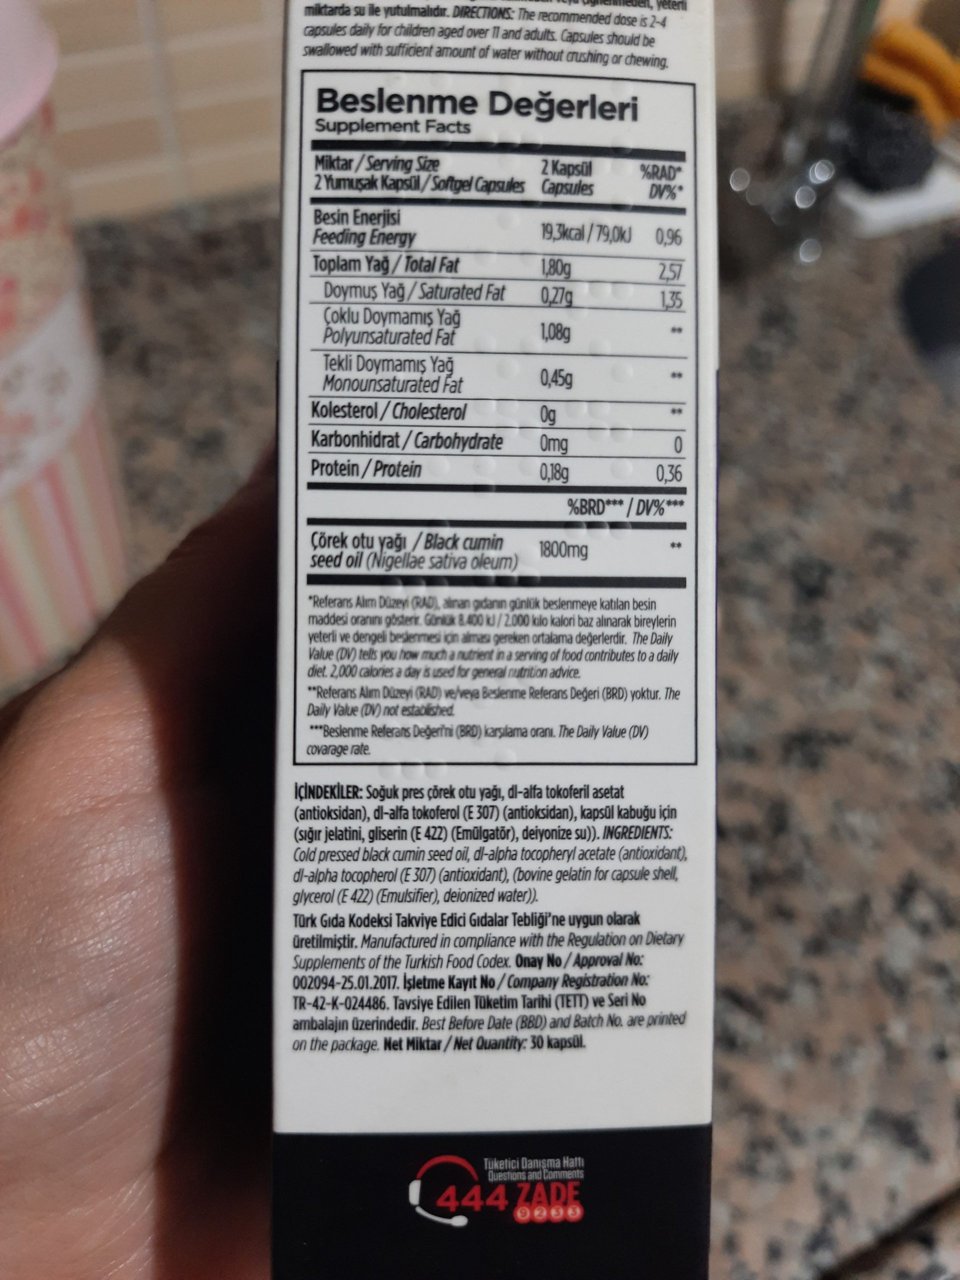 yeterli
miktarda su ile yutulmalıdır. DIRECTIONS: The recommended dose is 2-4
capsules daily for children aged over 11 and adults. Capsules should be
swallowed with sufficient amount of water without crushing or chewing.
Beslenme Değerleri
Supplement Facts
Miktar / Serving Size 2 Kapsül %RAD*
2 Yumuşak Kapsül / Softgel Capsules Capsules DV%*
Besin Enerjisi
Feeding Energy 19,3kcal / 79,0kJ 0,96
Toplam Yağ / Total Fat 1,80g 2,57
Doymuş Yağ / Saturated Fat 0,27g 1,35
Çoklu Doymamış Yağ
Polyunsaturated Fat 1,08g **
Tekli Doymamış Yağ
Monounsaturated Fat 0,45g **
Kolesterol / Cholesterol 0g **
Karbonhidrat / Carbohydrate 0mg 0
Protein / Protein 0,18g 0,36
%BRD*** / DV%***
Çörek otu yağı / Black cumin
seed oil (Nigellae sativa oleum) 1800mg **
*Referans Alım Düzeyi (RAD), alınan gıdanın günlük beslenmeye katılan besin
maddesi oranını gösterir. Günlük 8.400 kJ / 2.000 kilo kalori baz alınarak bireylerin
yeterli ve dengeli beslenmesi için alması gereken ortalama değerlerdir. The Daily
Value (DV) tells you how much a nutrient in a serving of food contributes to a daily
diet. 2,000 calories a day is used for general nutrition advice.
**Referans Alım Düzeyi (RAD) ve/veya Beslenme Referans Değeri (BRD) yoktur. The
Daily Value (DV) not established.
***Beslenme Referans Değeri'ni (BRD) karşılama oranı. The Daily Value (DV)
covarage rate.
İÇİNDEKİLER: Soğuk pres çörek otu yağı, dl-alfa tokoferil asetat
(antioksidan), dl-alfa tokoferol (E 307) (antioksidan), kapsül kabuğu için
(sığır jelatini, gliserin (E 422) (Emülgatör), deiyonize su)). INGREDIENTS:
Cold pressed black cumin seed oil, dl-alpha tocopheryl acetate (antioxidant),
dl-alpha tocopherol (E 307) (antioxidant), (bovine gelatin for capsule shell,
glycerol (E 422) (Emulsifier), deionized water)).
Türk Gıda Kodeksi Takviye Edici Gıdalar Tebliği'ne uygun olarak
üretilmiştir. Manufactured in compliance with the Regulation on Dietary
Supplements of the Turkish Food Codex. Onay No / Approval No:
002094-25.01.2017. İşletme Kayıt No / Company Registration No:
TR-42-K-024486. Tavsiye Edilen Tüketim Tarihi (TETT) ve Seri No
ambalajın üzerindedir. Best Before Date (BBD) and Batch No. are printed
on the package. Net Miktar / Net Quantity: 30 kapsül.
Tüketici Danışma Hattı
Questions and Comments
444 ZADE
9233